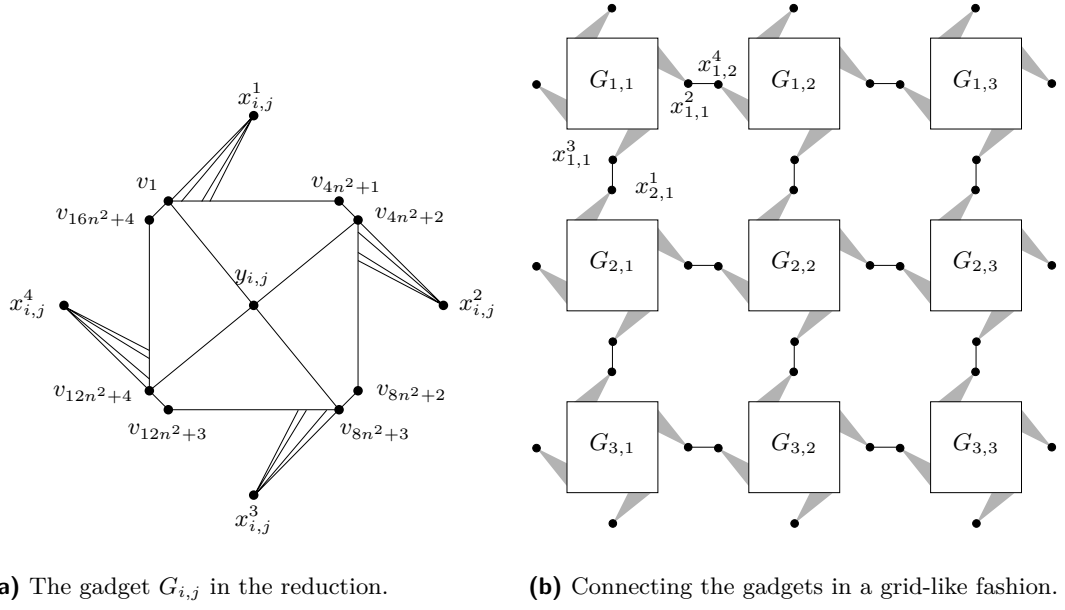 x^1_{i,j}
v_1
v_{4n^2+1}
v_{16n^2+4}
v_{4n^2+2}
y_{i,j}
x^4_{i,j}
x^2_{i,j}
v_{12n^2+4}
v_{8n^2+2}
v_{12n^2+3}
v_{8n^2+3}
x^3_{i,j}
a) The gadget G_{i,j} in the reduction.
G_{1,1}
x^4_{1,2}
G_{1,2}
G_{1,3}
x^2_{1,1}
x^3_{1,1}
x^1_{2,1}
G_{2,1}
G_{2,2}
G_{2,3}
G_{3,1}
G_{3,2}
G_{3,3}
(b) Connecting the gadgets in a grid-like fashion.